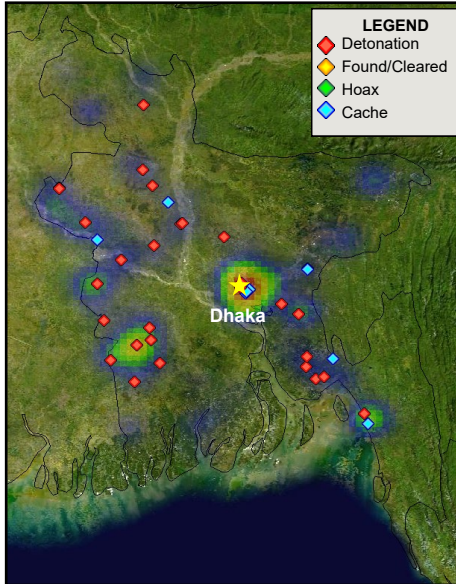 LEGEND
Detonation
Found/Cleared
Hoax
Cache
Dhaka